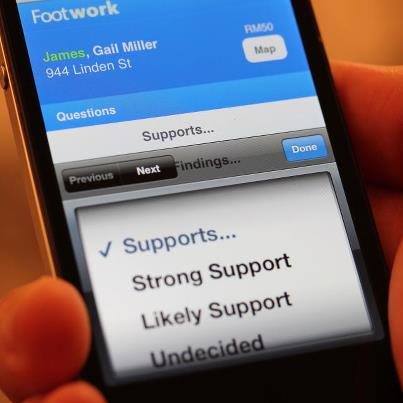 Footwork
RM50
James, Gail Miller
Map
944 Linden St
Questions
Supports...
Previous Next Findings... Done
✓ Supports...
Strong Support
Likely Support
Undecided